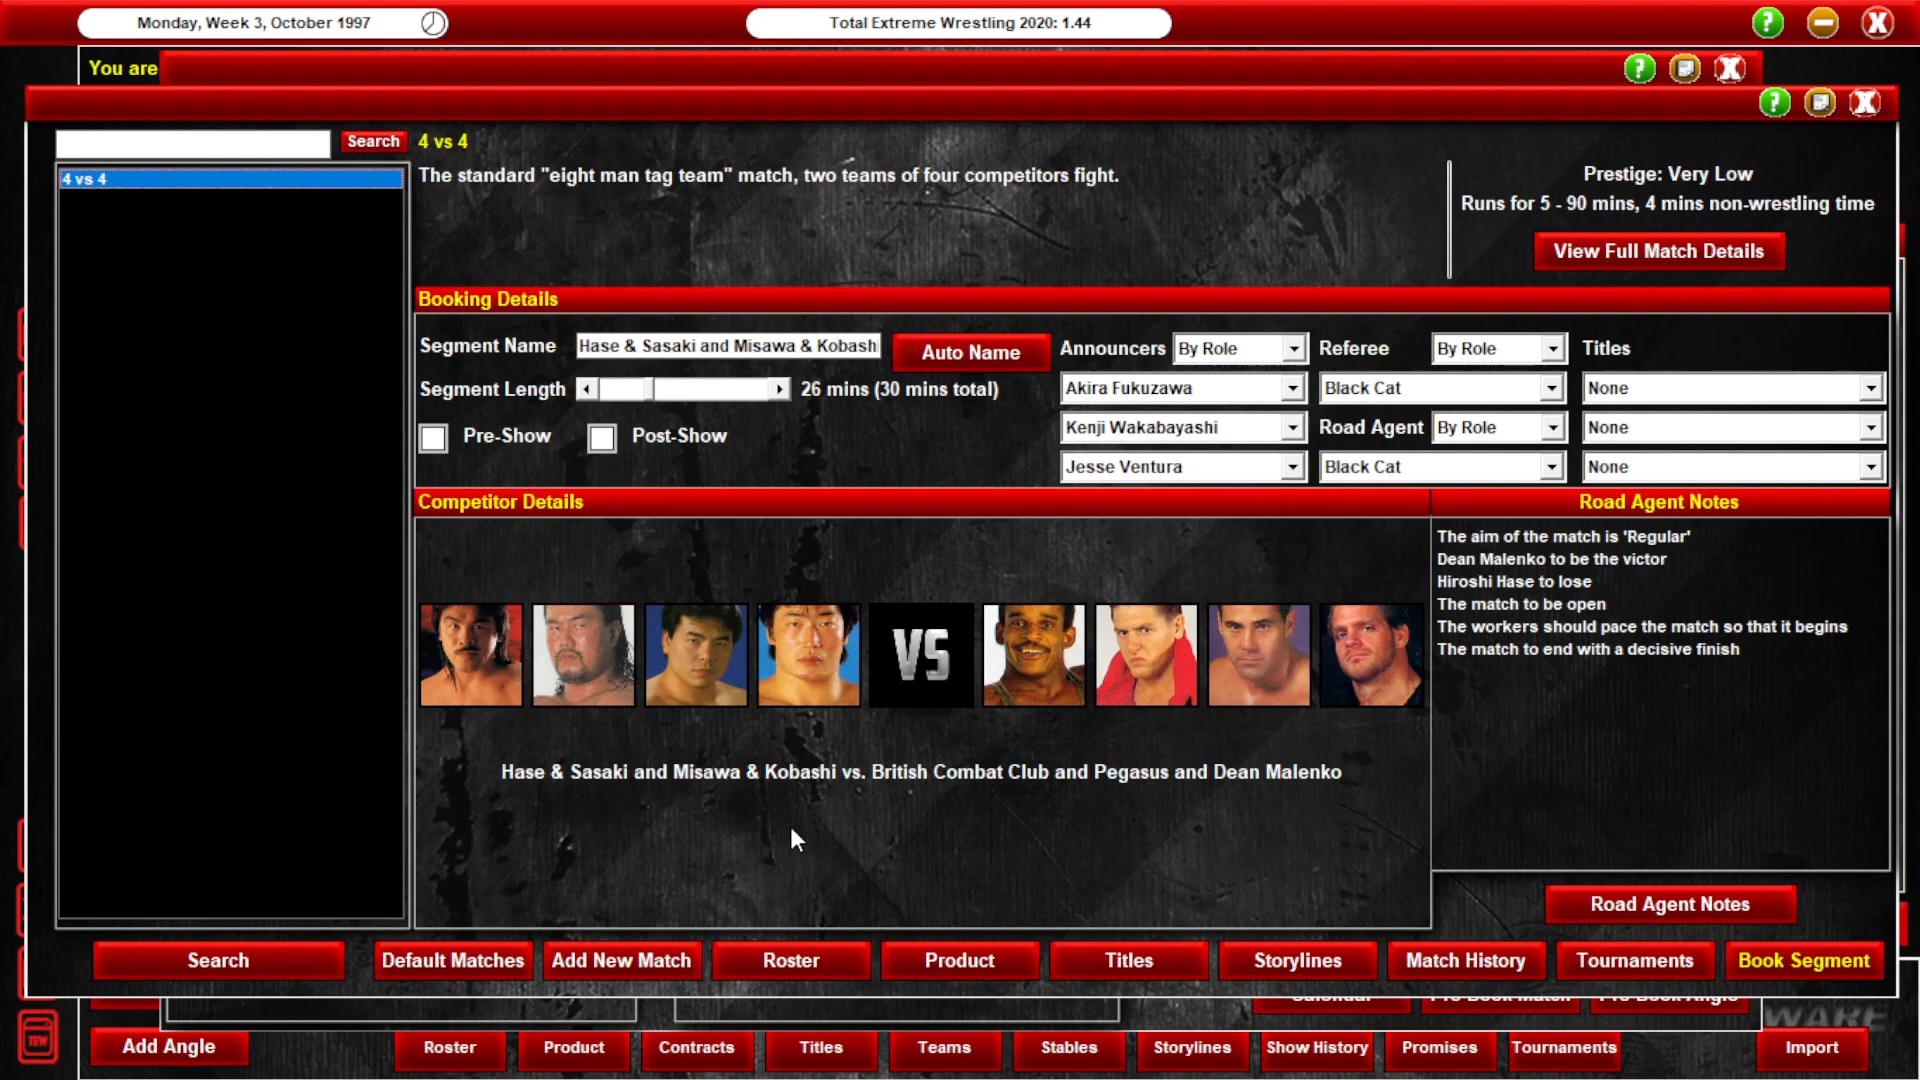 Monday, Week 3, October 1997
Total Extreme Wrestling 2020: 1.44
You are
Search
4 vs 4
4 vs 4
The standard "eight man tag team" match, two teams of four competitors fight.
Prestige: Very Low
Runs for 5 - 90 mins, 4 mins non-wrestling time
View Full Match Details
Booking Details
Segment Name
Hase & Sasaki and Misawa & Kobashi
Auto Name
Announcers
By Role
Referee
By Role
Titles
Segment Length
26 mins (30 mins total)
Akira Fukuzawa
Black Cat
None
Pre-Show
Post-Show
Kenji Wakabayashi
Road Agent
By Role
None
Jesse Ventura
Black Cat
None
Competitor Details
Road Agent Notes
The aim of the match is 'Regular'
Dean Malenko to be the victor
Hiroshi Hase to lose
The match to be open
The workers should pace the match so that it begins
The match to end with a decisive finish
VS
Hase & Sasaki and Misawa & Kobashi vs. British Combat Club and Pegasus and Dean Malenko
Road Agent Notes
Search
Default Matches
Add New Match
Roster
Product
Titles
Storylines
Match History
Tournaments
Book Segment
Calendar
Pre Book Match
Pre Book Angle
TEW
Add Angle
Roster
Product
Contracts
Titles
Teams
Stables
Storylines
Show History
Promises
Tournaments
Import